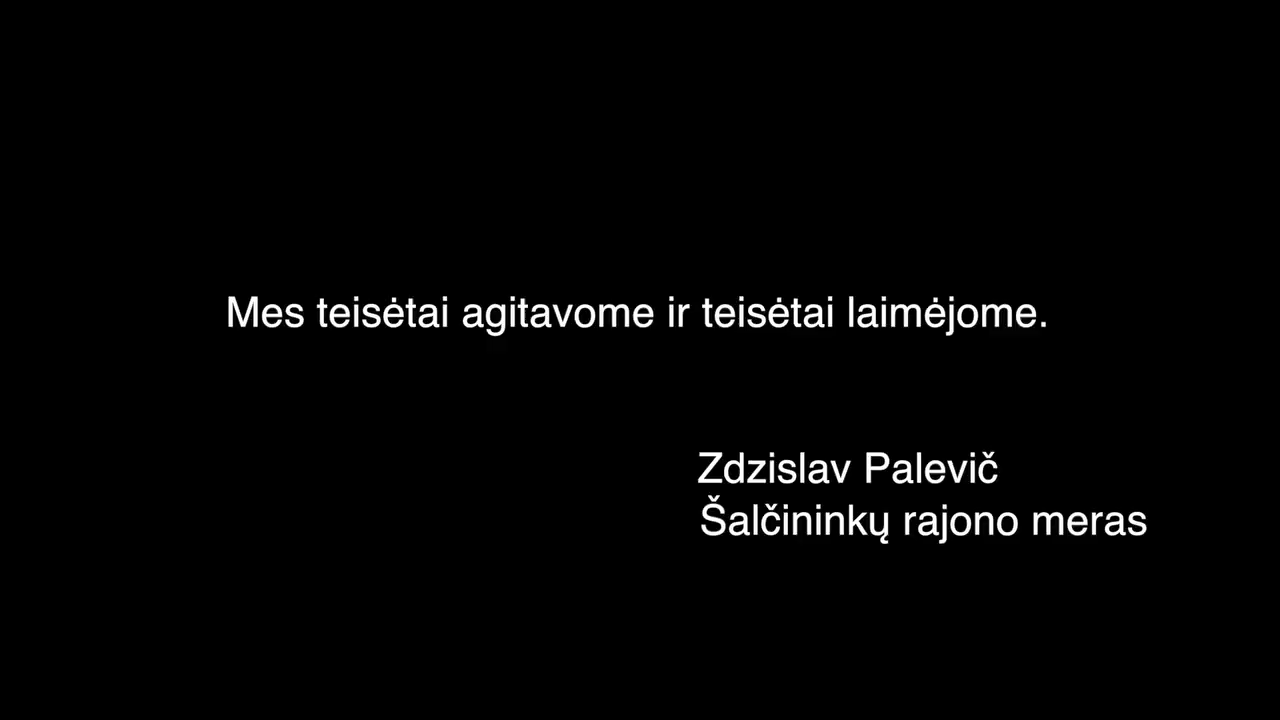 Mes teisėtai agitavome ir teisėtai laimėjome.
Zdzislav Palevič
Šalčininkų rajono meras